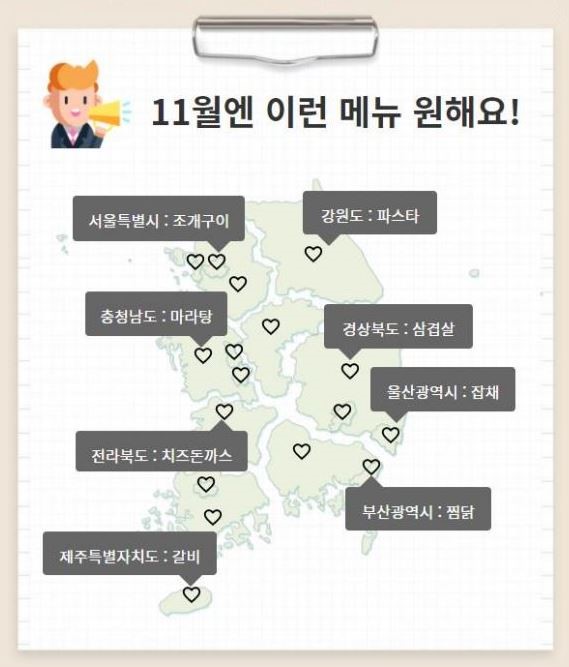 11월엔 이런 메뉴 원해요!
서울특별시 : 조개구이
강원도 : 파스타
충청남도 : 마라탕
경상북도 : 삼겹살
울산광역시 : 잡채
전라북도 : 치즈돈까스
부산광역시 : 찜닭
제주특별자치도 : 갈비